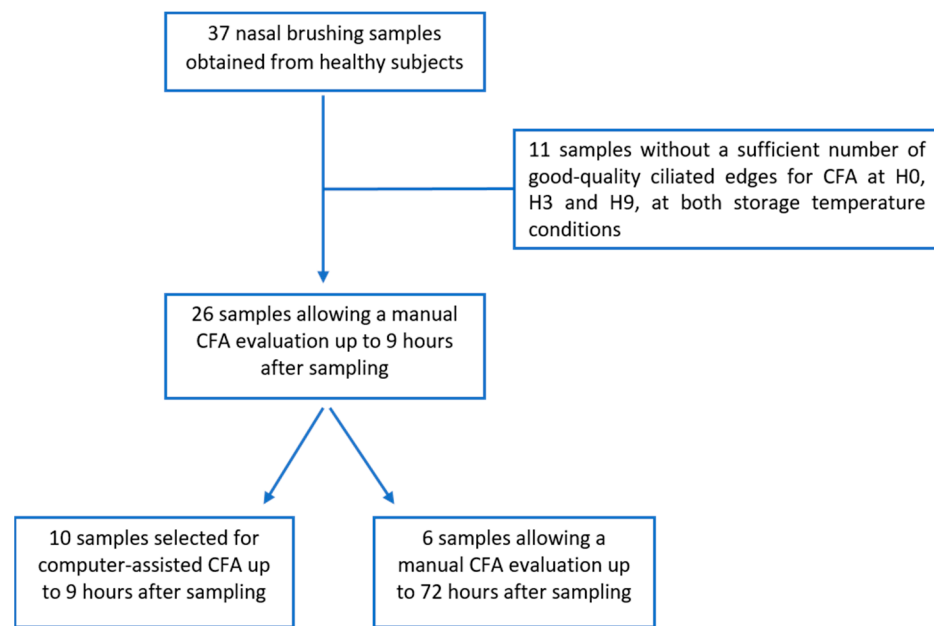 37 nasal brushing samples
obtained from healthy subjects
11 samples without a sufficient number of
good-quality ciliated edges for CFA at H0,
H3 and H9, at both storage temperature
conditions
26 samples allowing a manual
CFA evaluation up to 9 hours
after sampling
10 samples selected for
computer-assisted CFA up
to 9 hours after sampling
6 samples allowing a
manual CFA evaluation up
to 72 hours after sampling